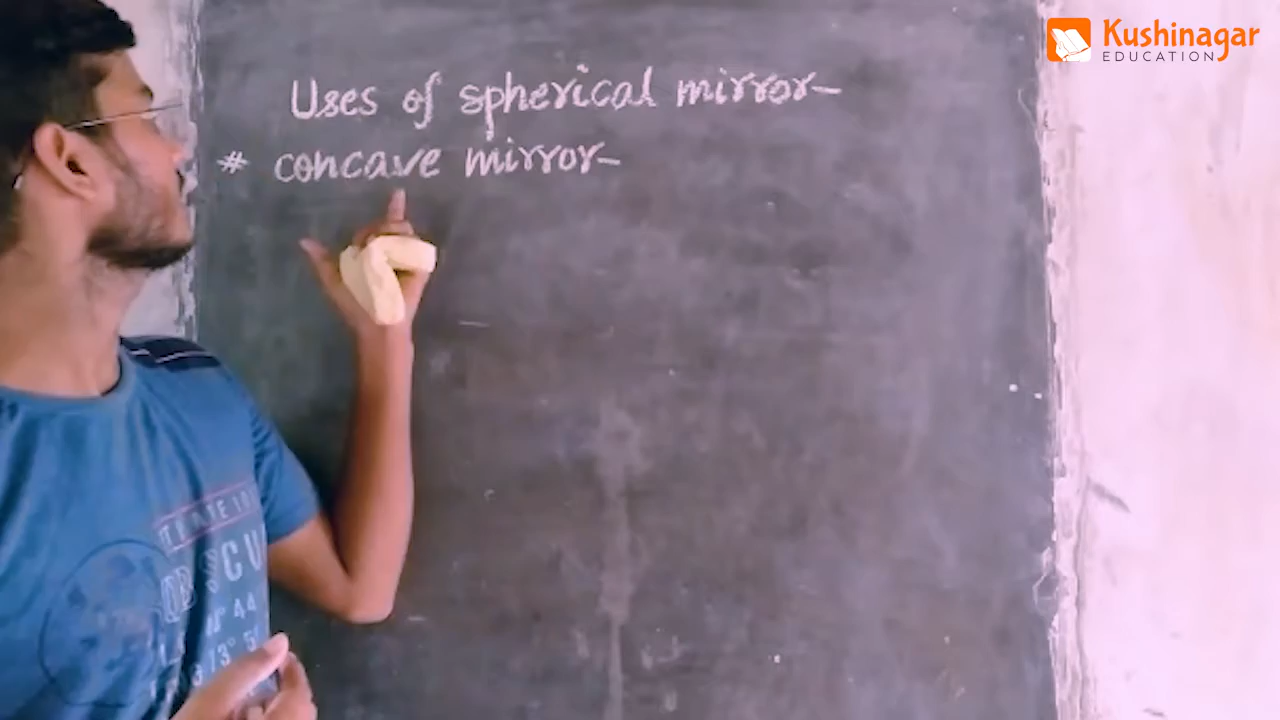 Kushinagar
EDUCATION
Uses of spherical mirror-
# concave mirror-